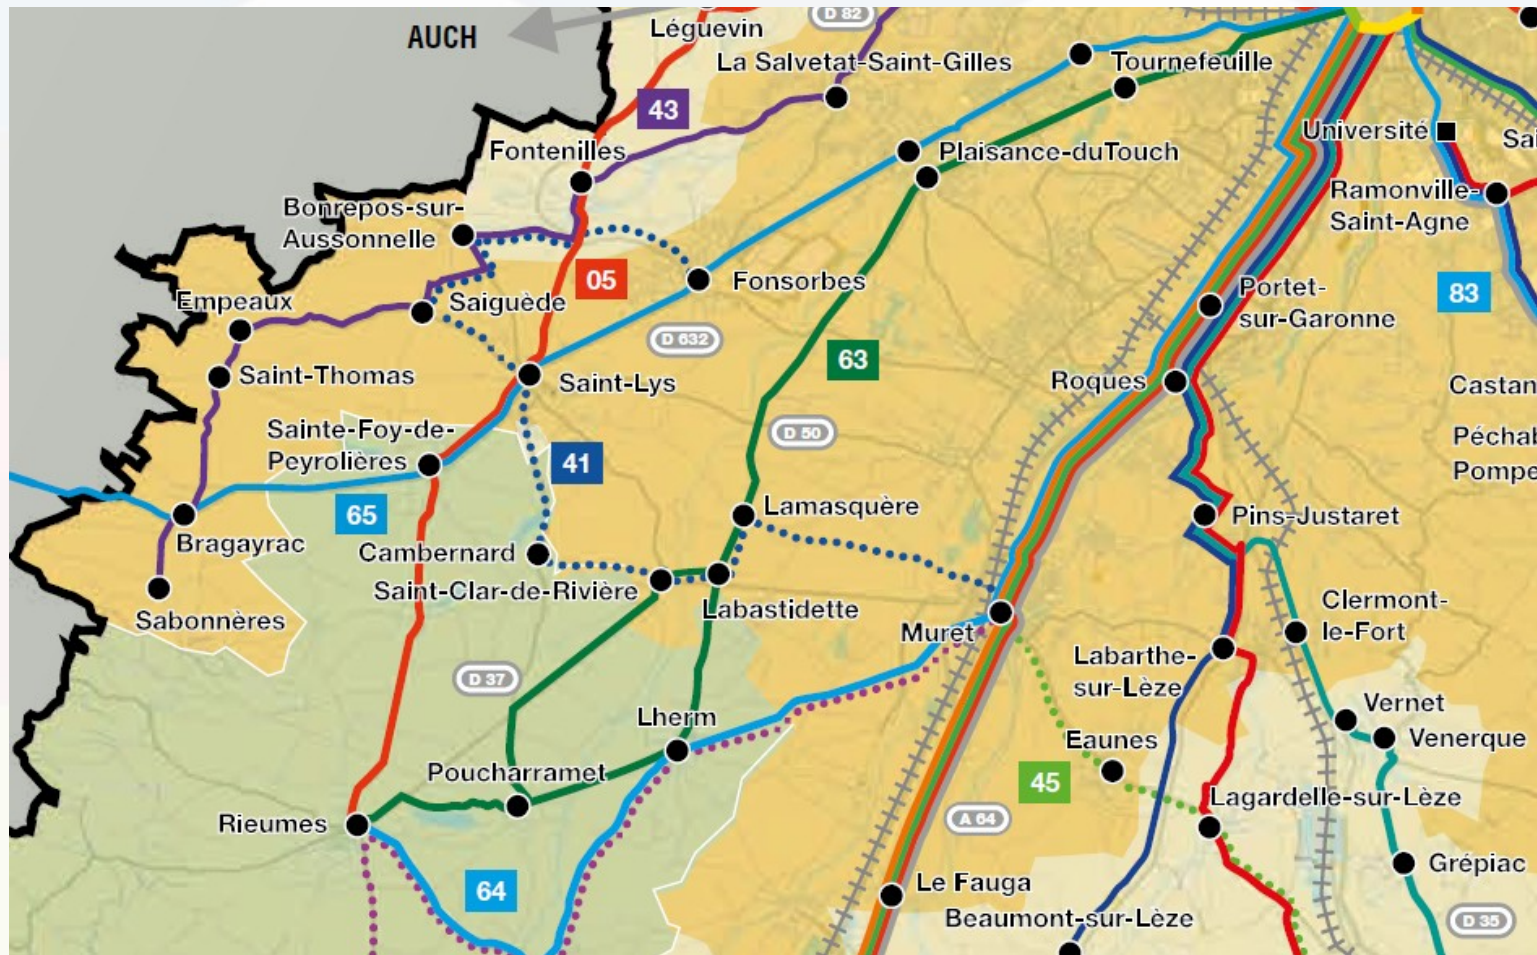 D 82
Léguevin
AUCH
La Salvetat-Saint-Gilles
Tournefeuille
43
Université
Fontenilles
Plaisance-duTouch
Ramonville-
Saint-Agne
Bonrepos-sur-
Aussonnelle
05
Fonsorbes
83
Portet-
sur-Garonne
Empeaux
Saiguède
D 632
63
Saint-Thomas
Saint-Lys
Roques
Castan
Sainte-Foy-de-
Peyrolières
D 50
Péchab
Pompe
41
65
Lamasquère
Pins-Justaret
Bragayrac
Cambernard
Saint-Clar-de-Rivière
Labastidette
Sabonnères
Muret
Clermont-
le-Fort
Labarthe-
sur-Lèze
D 37
Lherm
Vernet
Venerque
Eaunes
Poucharramet
45
Lagardelle-sur-Lèze
Rieumes
A 64
Grépiac
64
Le Fauga
Beaumont-sur-Lèze
D 35